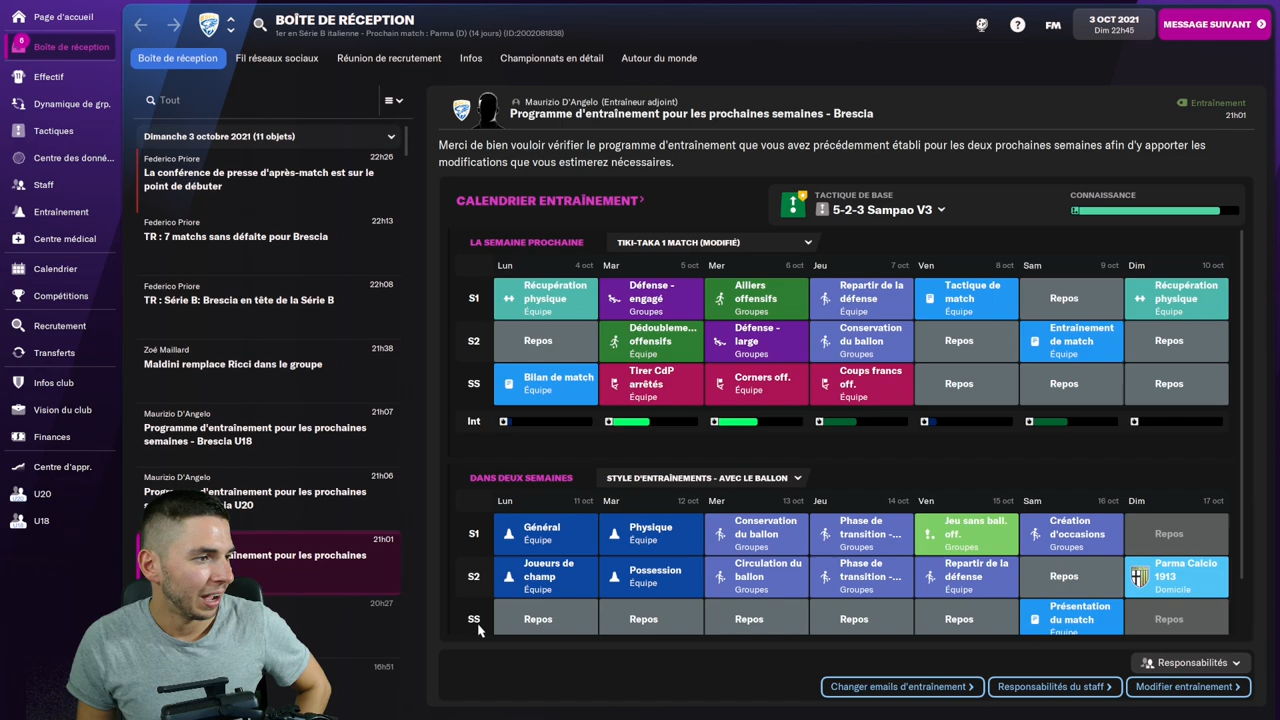 Page d'accueil
BOÎTE DE RÉCEPTION
1er en Série B italienne - Prochain match : Parma (D) (14 jours) (ID:2002081838)
FM
3 OCT 2021
Dim 22h45
MESSAGE SUIVANT
6
Boîte de réception
Effectif
Dynamique de grp.
Tactiques
Centre des donné...
Staff
Entraînement
Centre médical
Calendrier
Compétitions
Recrutement
Transferts
Infos club
Vision du club
Finances
Centre d'appr.
U20
U18
Boîte de réception
Fil réseaux sociaux
Réunion de recrutement
Infos
Championnats en détail
Autour du monde
Tout
Dimanche 3 octobre 2021 (11 objets)
Federico Priore 22h26
La conférence de presse d'après-match est sur le
point de débuter
Federico Priore 22h13
TR : 7 matchs sans défaite pour Brescia
Federico Priore 22h08
TR : Série B: Brescia en tête de la Série B
Zoé Maillard 21h38
Maldini remplace Ricci dans le groupe
Maurizio D'Angelo 21h07
Programme d'entraînement pour les prochaines
semaines - Brescia U18
Maurizio D'Angelo 21h06
entraînement pour les prochaines
Brescia U20
21h01
entraînement pour les prochaines
20h27
16h51
Maurizio D'Angelo (Entraîneur adjoint)
Programme d'entraînement pour les prochaines semaines - Brescia
Entraînement
21h01
Merci de bien vouloir vérifier le programme d'entraînement que vous avez précédemment établi pour les deux prochaines semaines afin d'y apporter les
modifications que vous estimerez nécessaires.
CALENDRIER ENTRAÎNEMENT
TACTIQUE DE BASE
5-2-3 Sampao V3
CONNAISSANCE
LA SEMAINE PROCHAINE
TIKI-TAKA 1 MATCH (MODIFIÉ)
Lun 4 oct Mar 5 oct Mer 6 oct Jeu 7 oct Ven 8 oct Sam 9 oct Dim 10 oct
S1
Récupération physique Équipe
Défense - engagé Groupes
Ailiers offensifs Groupes
Repartir de la défense Équipe
Tactique de match Équipe
Repos
Récupération physique Équipe
S2
Repos
Dédoubleme... offensifs Équipe
Défense - large Groupes
Conservation du ballon Groupes
Repos
Entraînement de match Équipe
Repos
SS
Bilan de match Équipe
Tirer CdP arrêtés Équipe
Corners off. Équipe
Coups francs off. Équipe
Repos
Repos
Repos
Int
DANS DEUX SEMAINES
STYLE D'ENTRAÎNEMENTS - AVEC LE BALLON
Lun 11 oct Mar 12 oct Mer 13 oct Jeu 14 oct Ven 15 oct Sam 16 oct Dim 17 oct
S1
Général Équipe
Physique Équipe
Conservation du ballon Groupes
Phase de transition -... Groupes
Jeu sans ball. off. Groupes
Création d'occasions Groupes
Repos
S2
Joueurs de champ Équipe
Possession Équipe
Circulation du ballon Groupes
Phase de transition -... Groupes
Repartir de la défense Équipe
Repos
Parma Calcio 1913 Domicile
SS
Repos
Repos
Repos
Repos
Repos
Présentation du match Équipe
Repos
Responsabilités
Changer emails d'entraînement
Responsabilités du staff
Modifier entraînement